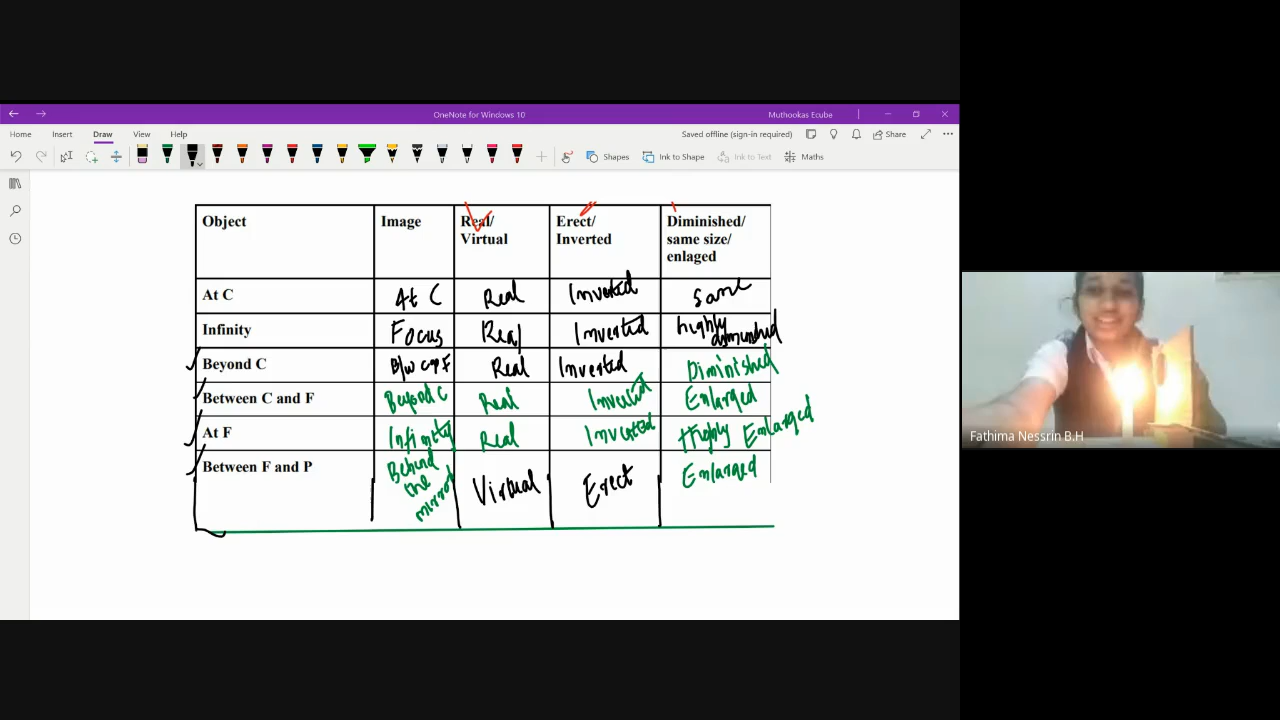 OneNote for Windows 10
Muthookas Ecube
Home Insert Draw View Help
Saved offline (sign-in required) Share
Shapes Ink to Shape Ink to Text Maths
Object Image Real/ Virtual Erect/ Inverted Diminished/ same size/ enlaged
At C At C Real Inverted Same
Infinity Focus Real Inverted highly diminished
Beyond C B/w C & F Real Inverted Diminished
Between C and F Beyond C Real Inverted Enlarged
At F Real Inverted Highly Enlarged
Between F and P Behind the mirror Virtual Erect Enlarged
Fathima Nessrin B.H